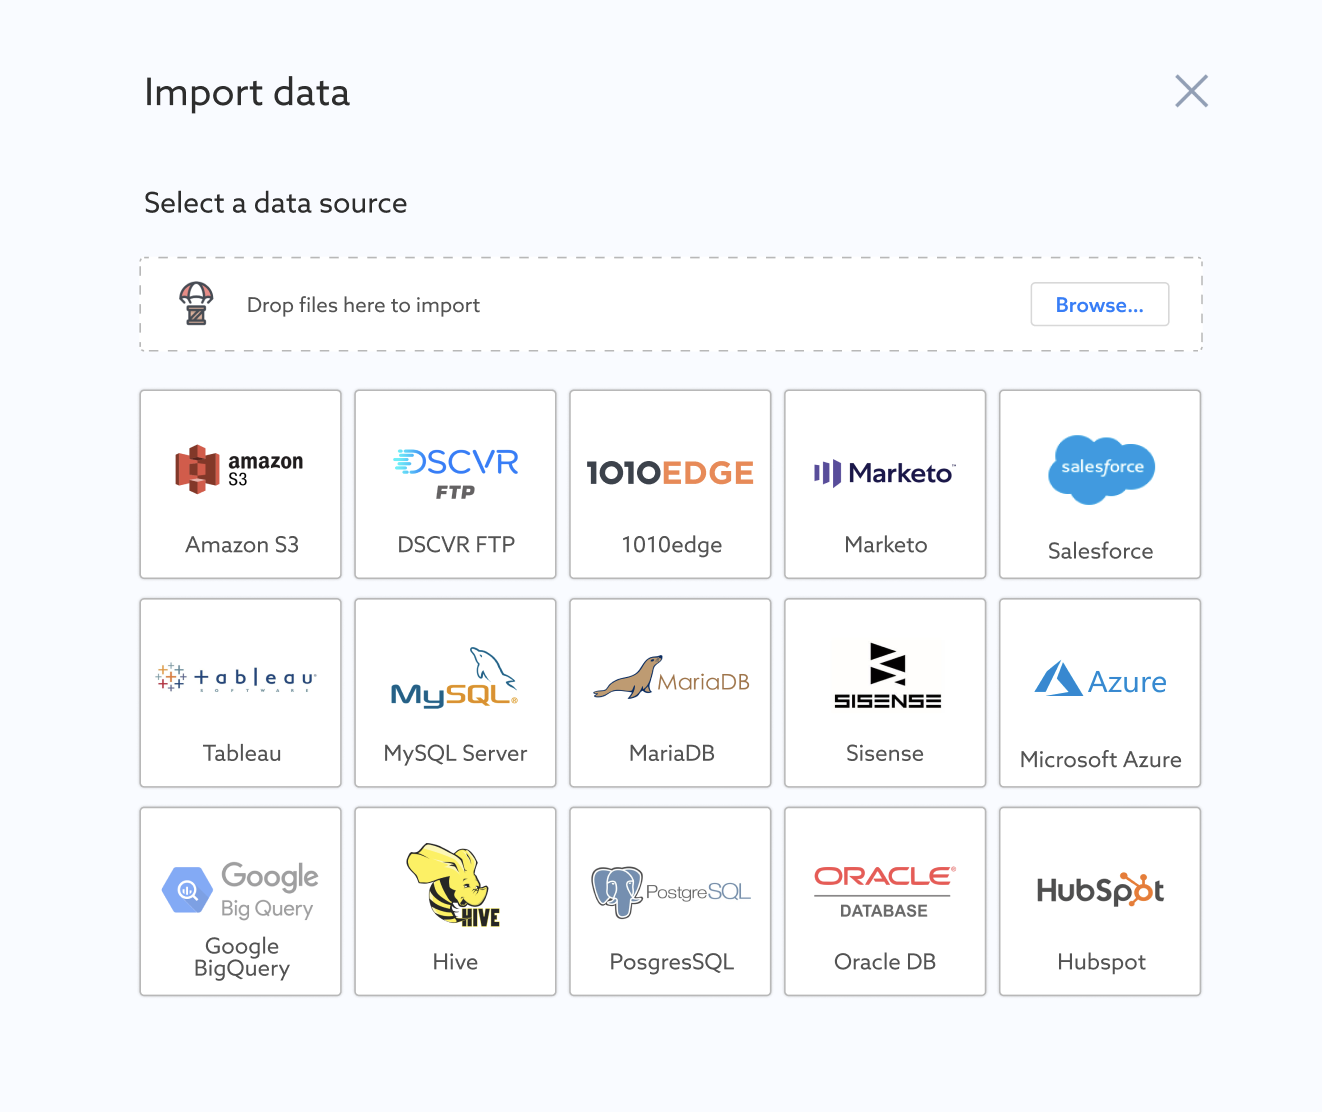 Import data
Select a data source
Drop files here to import
Browse...
amazon
S3
Amazon S3
DSCVR
FTP
DSCVR FTP
1010EDGE
1010edge
Marketo™
Marketo
salesforce
Salesforce
+ableau
SOFTWARE
Tableau
MySQL®
MySQL Server
MariaDB
MariaDB
SISENSE
Sisense
Azure
Microsoft Azure
Google
Big Query
Google
BigQuery
HIVE
Hive
PostgreSQL
PosgresSQL
ORACLE®
DATABASE
Oracle DB
HubSpot
Hubspot